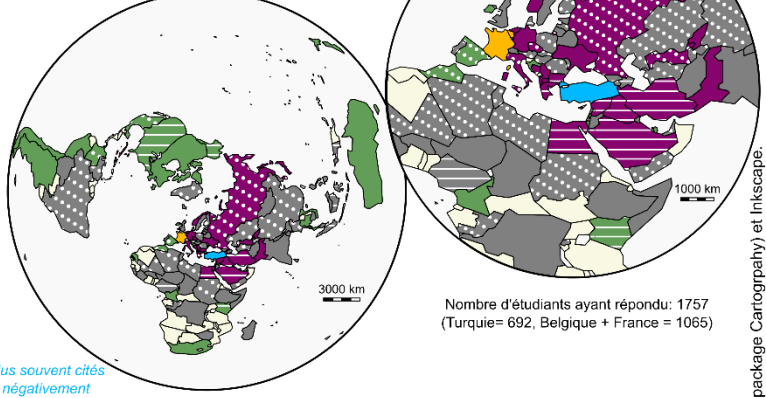 1000 km
3000 km
Nombre d'étudiants ayant répondu: 1757
(Turquie= 692, Belgique + France = 1065)
lus souvent cités
négativement
package Cartogrpahy) et Inkscape.